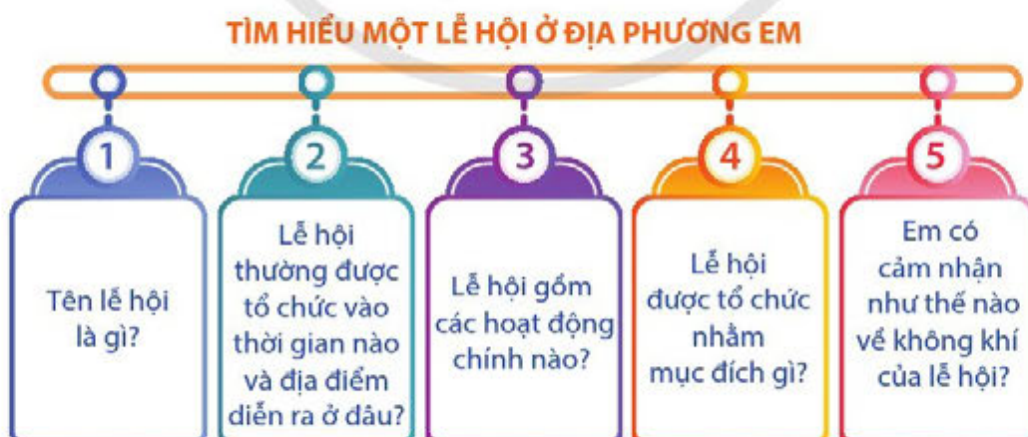 TÌM HIỂU MỘT LỄ HỘI Ở ĐỊA PHƯƠNG EM
1
Tên lễ hội
là gì?
2
Lễ hội
thường được
tổ chức vào
thời gian nào
và địa điểm
diễn ra ở đâu?
3
Lễ hội gồm
các hoạt động
chính nào?
4
Lễ hội
được tổ chức
nhằm
mục đích gì?
5
Em có
cảm nhận
như thế nào
về không khí
của lễ hội?